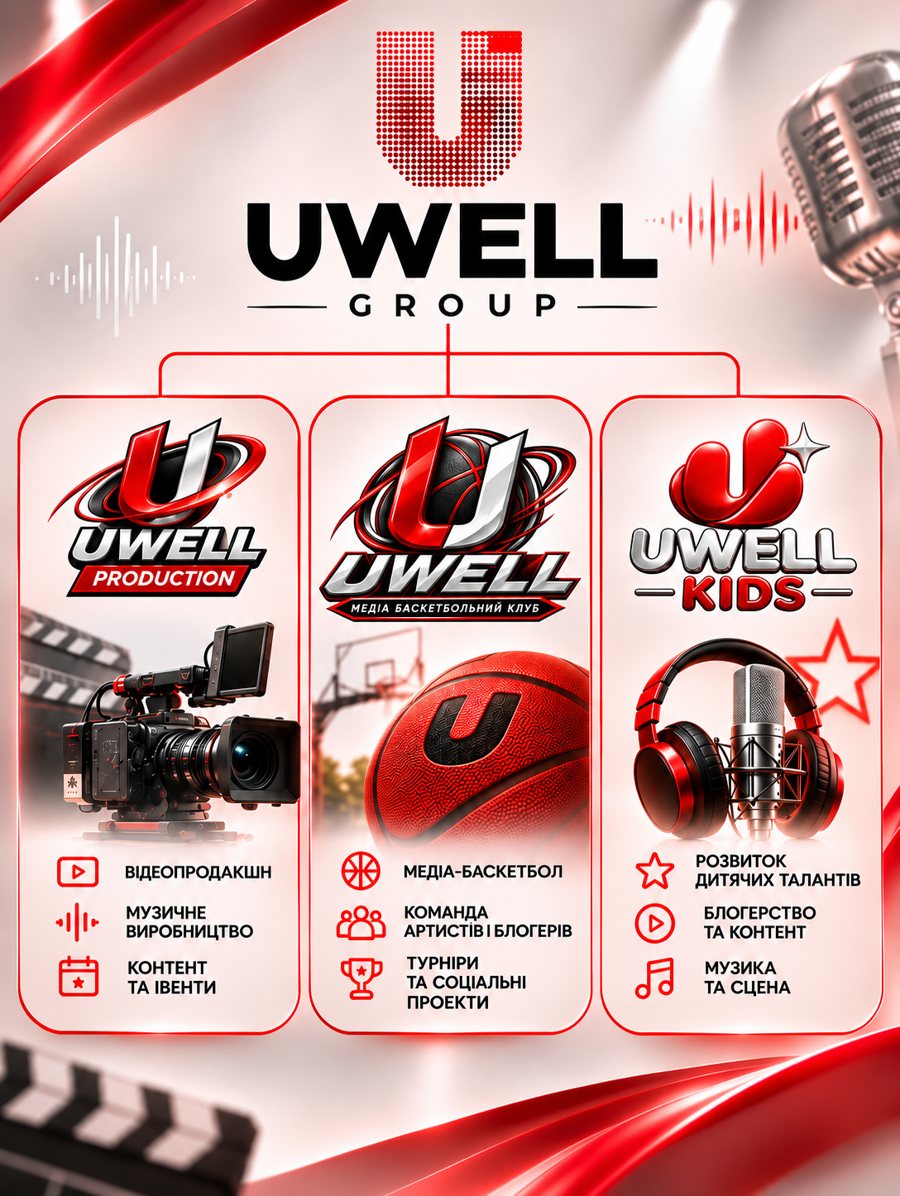 UWELL
GROUP
UWELL
PRODUCTION
ВІДЕОПРОДАКШН
МУЗИЧНЕ
ВИРОБНИЦТВО
КОНТЕНТ
ТА ІВЕНТИ
UWELL
МЕДІА БАСКЕТБОЛЬНИЙ КЛУБ
МЕДІА-БАСКЕТБОЛ
КОМАНДА
АРТИСТІВ І БЛОГЕРІВ
ТУРНІРИ
ТА СОЦІАЛЬНІ
ПРОЕКТИ
UWELL
KIDS
РОЗВИТОК
ДИТЯЧИХ ТАЛАНТІВ
БЛОГЕРСТВО
ТА КОНТЕНТ
МУЗИКА
ТА СЦЕНА